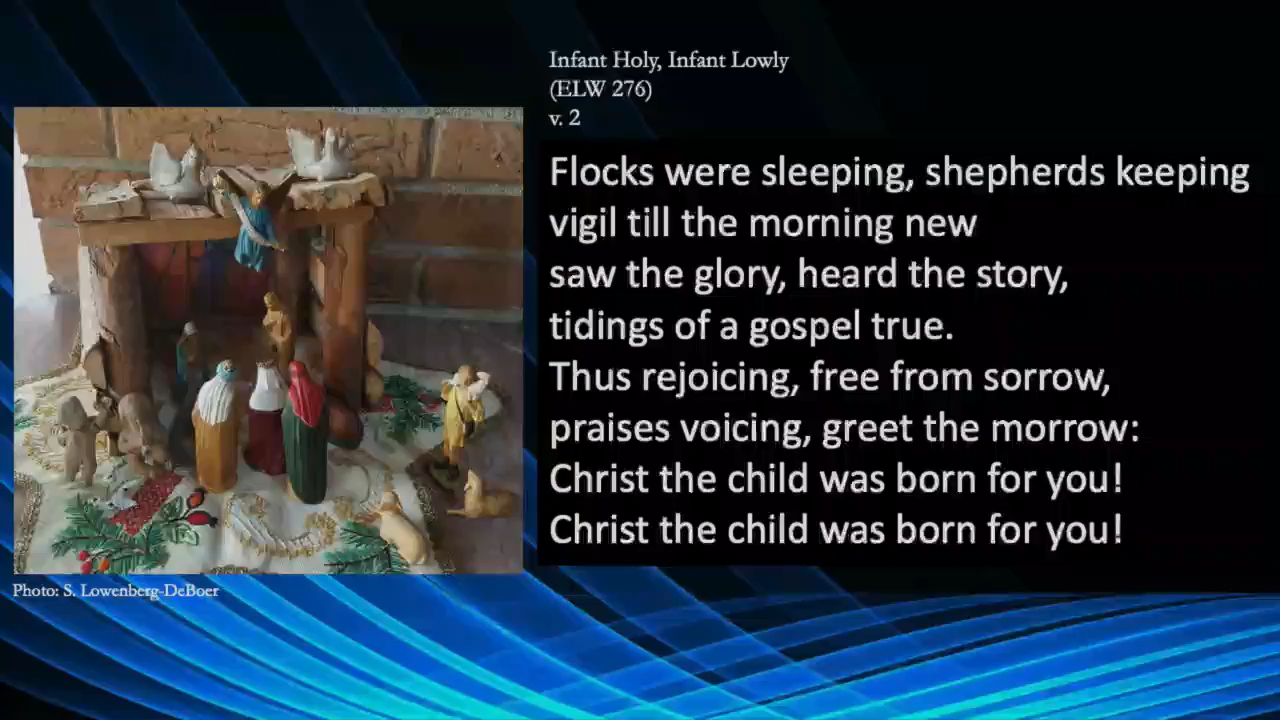 Infant Holy, Infant Lowly
(ELW 276)
v. 2
Flocks were sleeping, shepherds keeping
vigil till the morning new
saw the glory, heard the story,
tidings of a gospel true.
Thus rejoicing, free from sorrow,
praises voicing, greet the morrow:
Christ the child was born for you!
Christ the child was born for you!
Photo: S. Lowenberg-DeBoer